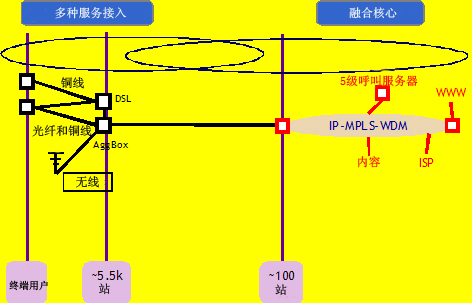 多种服务接入
融合核心
铜线
5级呼叫服务器
WWW
DSL
光纤和铜线
IP-MPLS-WDM
AggBox
内容
ISP
无线
终端用户
~5.5k
站
~100
站